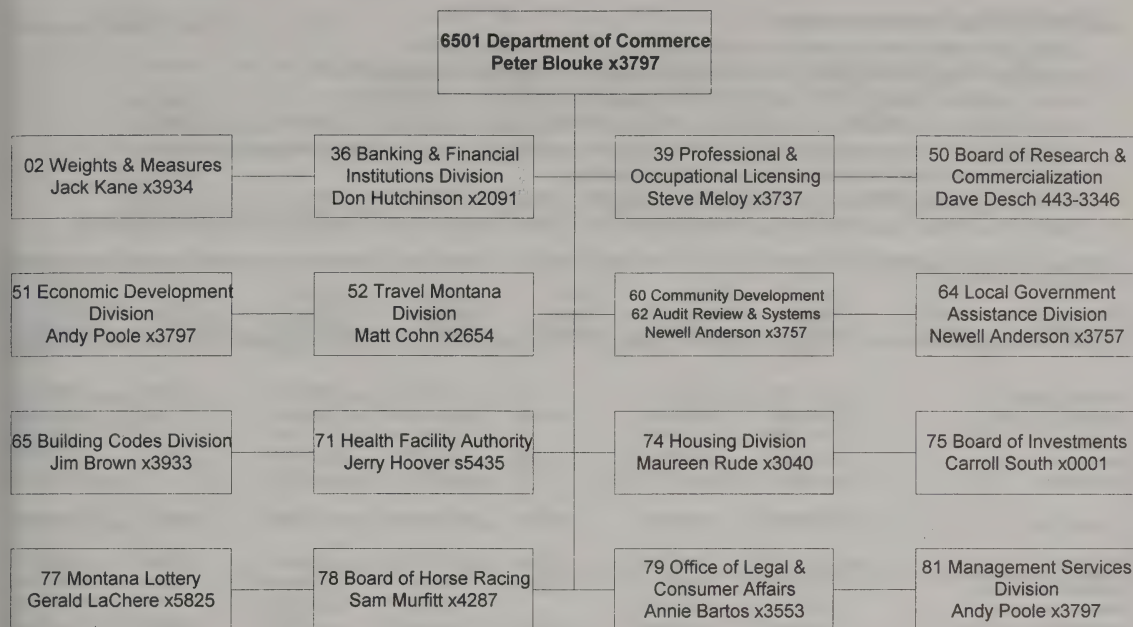 6501 Department of Commerce
Peter Blouke x3797
02 Weights & Measures
Jack Kane x3934
36 Banking & Financial
Institutions Division
Don Hutchinson x2091
39 Professional &
Occupational Licensing
Steve Meloy x3737
50 Board of Research &
Commercialization
Dave Desch 443-3346
51 Economic Development
Division
Andy Poole x3797
52 Travel Montana
Division
Matt Cohn x2654
60 Community Development
62 Audit Review & Systems
Newell Anderson x3757
64 Local Government
Assistance Division
Newell Anderson x3757
65 Building Codes Division
Jim Brown x3933
71 Health Facility Authority
Jerry Hoover s5435
74 Housing Division
Maureen Rude x3040
75 Board of Investments
Carroll South x0001
77 Montana Lottery
Gerald LaChere x5825
78 Board of Horse Racing
Sam Murfitt x4287
79 Office of Legal &
Consumer Affairs
Annie Bartos x3553
81 Management Services
Division
Andy Poole x3797